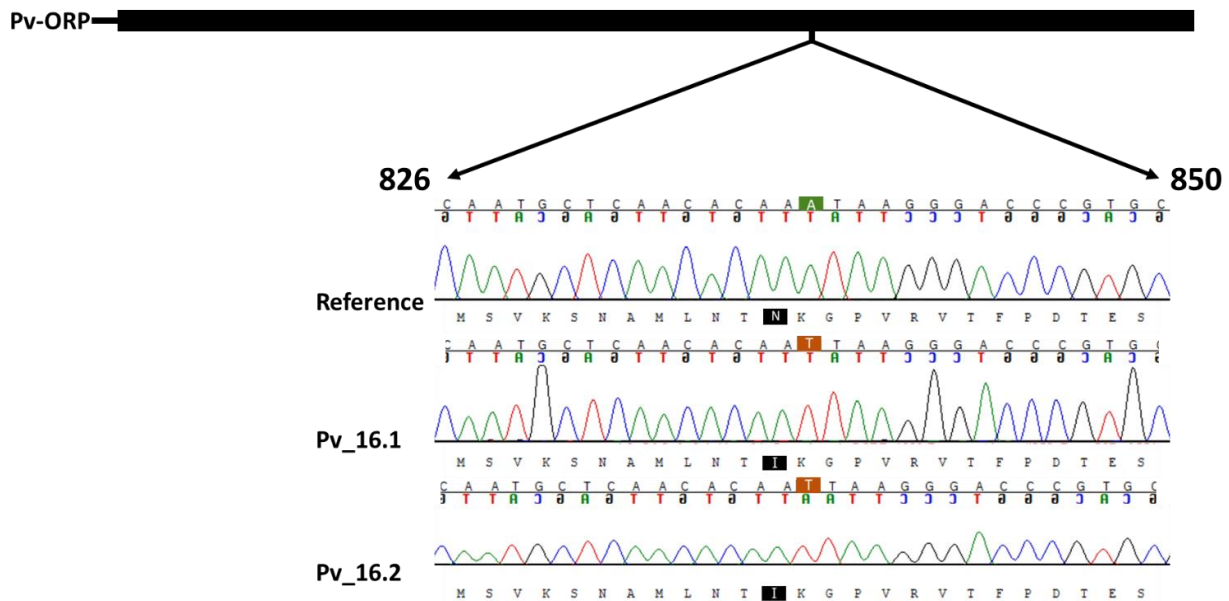 Pv-ORP
826 850
C A A T G C T C A A C A C A A A T A A G G G A C C C G T G C
G T T A C G A G T T G T G T T T A T T C C C T G G G C A C G
Reference
M S V K S N A M L N T N K G P V R V T F P D T E S
C A A T G C T C A A C A C A A T T A A G G G A C C C G T G C
G T T A C G A G T T G T G T T T A T T C C C T G G G C A C G
Pv_16.1
M S V K S N A M L N T I K G P V R V T F P D T E S
C A A T G C T C A A C A C A A T T A A G G G A C C C G T G C
G T T A C G A G T T G T G T T A A T T C C C T G G G C A C G
Pv_16.2
M S V K S N A M L N T I K G P V R V T F P D T E S